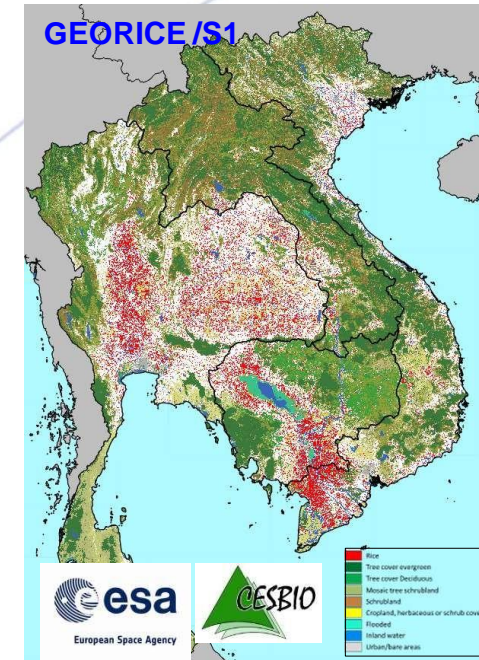 GEORICE /S1
Rice
Tree cover evergreen
Tree cover Deciduous
Mosaic tree schrubland
Schrubland
Cropland, herbaceous or schrub cove
Flooded
Inland water
Urban/bare areas
esa
European Space Agency
CESBIO